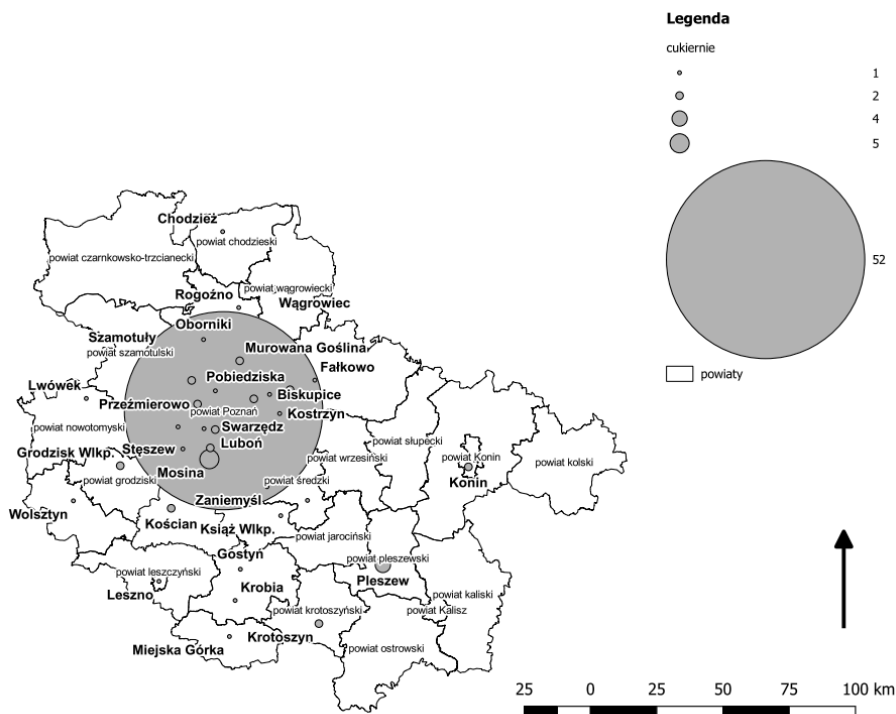 Legenda
cukiernie
1
2
4
5
52
powiaty
Chodzież
powiat chodzieski
powiat czarnkowsko-trzcianecki
powiat wągrowiecki
Rogoźno
Wągrowiec
Oborniki
Szamotuły
powiat szamotulski
Murowana Goślina
Fałkowo
Lwówek
Pobiedziska
Biskupice
Przeźmierowo
powiat Poznań
Kostrzyn
powiat nowotomyski
Swarzędz
powiat słupecki
Grodzisk Wlkp.
Stęszew
Luboń
powiat wrzesiński
powiat Konin
powiat kolski
Mosina
powiat grodziski
powiat średzki
Konin
Zaniemyśl
Wolsztyn
Kościan
Książ Wlkp.
powiat jarociński
Gostyń
powiat pleszewski
powiat leszczyński
Pleszew
Leszno
Krobia
powiat kaliski
powiat krotoszyński
powiat Kalisz
Miejska Górka
Krotoszyn
powiat ostrowski
25 0 25 50 75 100 km